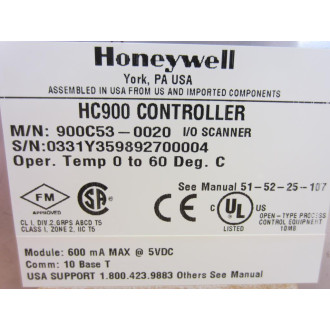 Honeywell
York, PA USA
ASSEMBLED IN USA FROM US AND IMPORTED COMPONENTS
HC900 CONTROLLER
M/N: 900C53-0020 I/O SCANNER
S/N:0331Y359892700004
Oper. Temp 0 to 60 Deg. C
See Manual 51-52-25-107
FM
APPROVED
CL I, DIV.2,GRPS ABCD T5
CLASS I, ZONE 2, IIC T5
SA
C UL US
LISTED
OPEN-TYPE PROCESS
CONTROL EQUIPMENT
Module: 600 mA MAX @ 5VDC
Comm: 10 Base T
USA SUPPORT 1.800.423.9883 Others See Manual